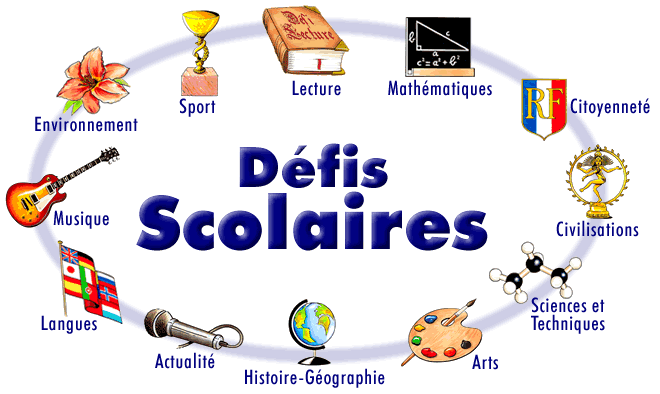 Défi
Lecture
b
c
a
c² = a² + b²
Sport
Lecture
Mathématiques
Environnement
RF
Citoyenneté
Défis
Scolaires
Musique
Civilisations
Langues
Sciences et
Techniques
Actualité
Histoire-Géographie
Arts